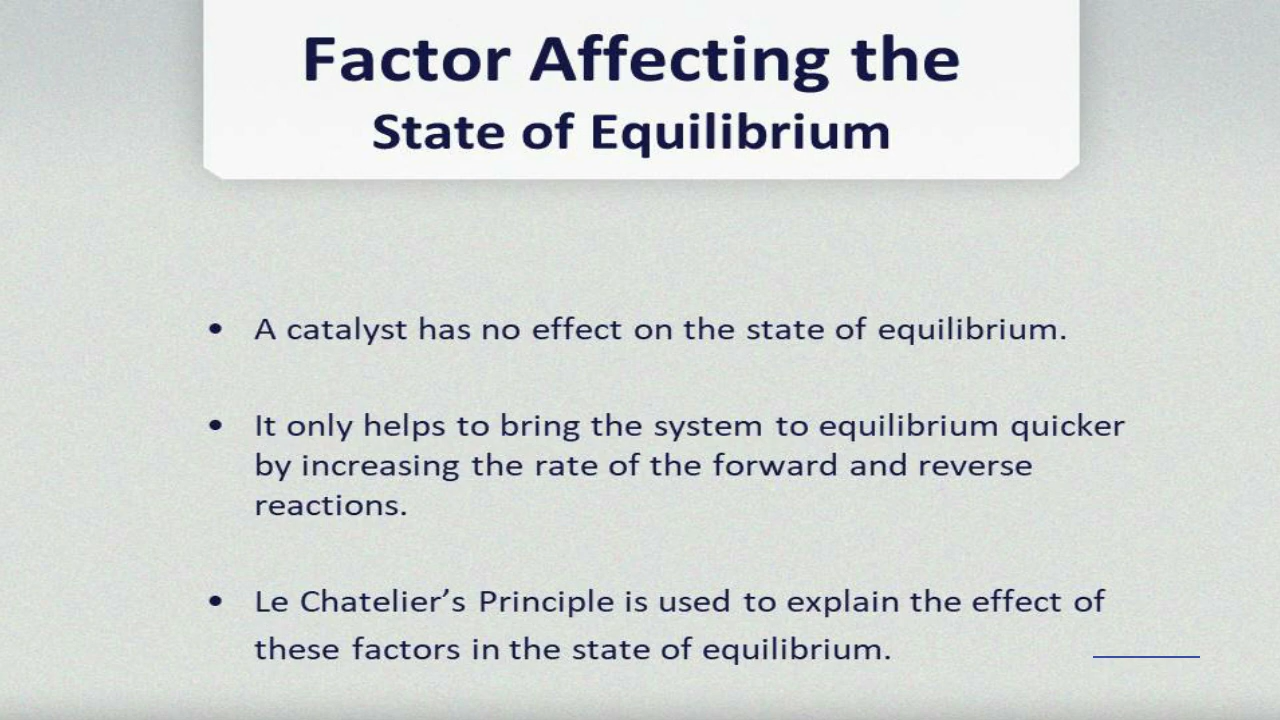 Factor Affecting the
State of Equilibrium
• A catalyst has no effect on the state of equilibrium.
• It only helps to bring the system to equilibrium quicker
by increasing the rate of the forward and reverse
reactions.
• Le Chatelier’s Principle is used to explain the effect of
these factors in the state of equilibrium.